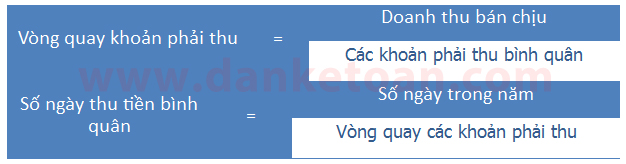 Doanh thu bán chịu
Vòng quay khoản phải thu =
Các khoản phải thu bình quân
www.danketoan.com
Số ngày thu tiền bình quân =
Số ngày trong năm
Vòng quay các khoản phải thu